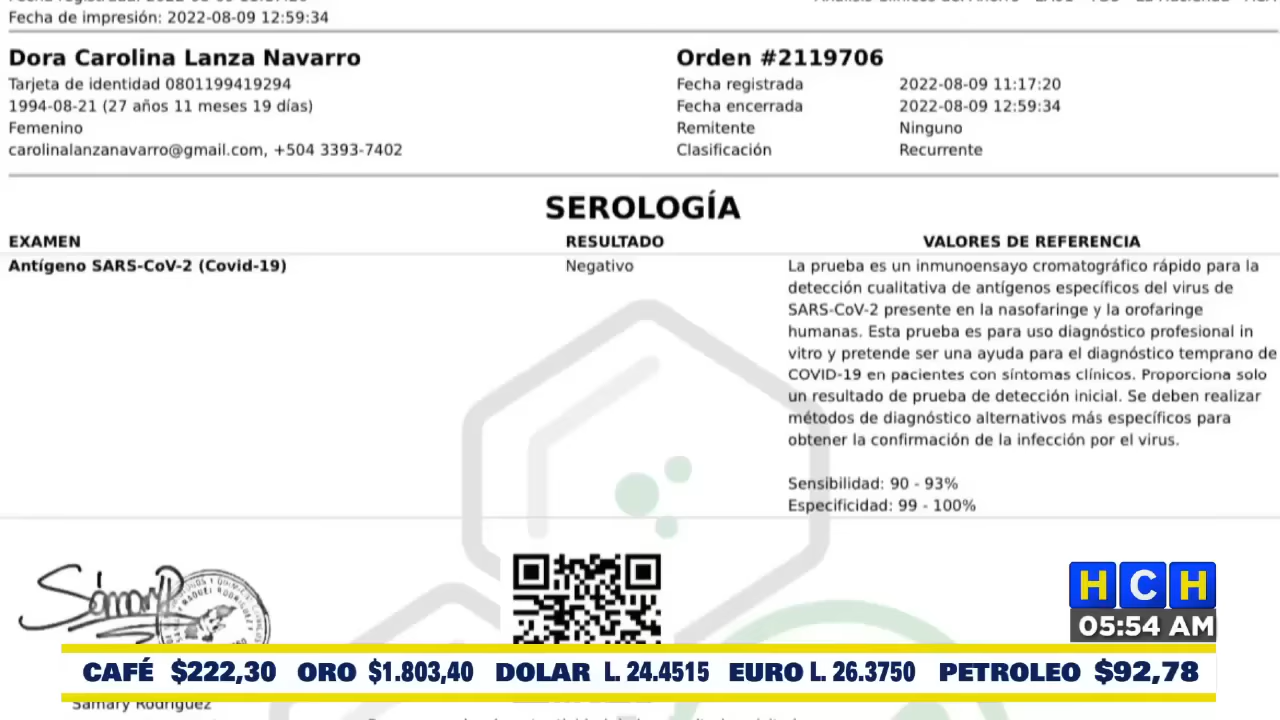 Fecha de impresión: 2022-08-09 12:59:34
Dora Carolina Lanza Navarro
Tarjeta de identidad 0801199419294
1994-08-21 (27 años 11 meses 19 días)
Femenino
carolinalanzanavarro@gmail.com, +504 3393-7402
Orden #2119706
Fecha registrada 2022-08-09 11:17:20
Fecha encerrada 2022-08-09 12:59:34
Remitente Ninguno
Clasificación Recurrente
SEROLOGÍA
EXAMEN RESULTADO VALORES DE REFERENCIA
Antígeno SARS-CoV-2 (Covid-19) Negativo
La prueba es un inmunoensayo cromatográfico rápido para la
detección cualitativa de antígenos específicos del virus de
SARS-CoV-2 presente en la nasofaringe y la orofaringe
humanas. Esta prueba es para uso diagnóstico profesional in
vitro y pretende ser una ayuda para el diagnóstico temprano de
COVID-19 en pacientes con síntomas clínicos. Proporciona solo
un resultado de prueba de detección inicial. Se deben realizar
métodos de diagnóstico alternativos más específicos para
obtener la confirmación de la infección por el virus.
Sensibilidad: 90 - 93%
Especificidad: 99 - 100%
HCH
05:54 AM
CAFÉ $222,30 ORO $1.803,40 DOLAR L. 24.4515 EURO L. 26.3750 PETROLEO $92,78
Samary Rodriguez